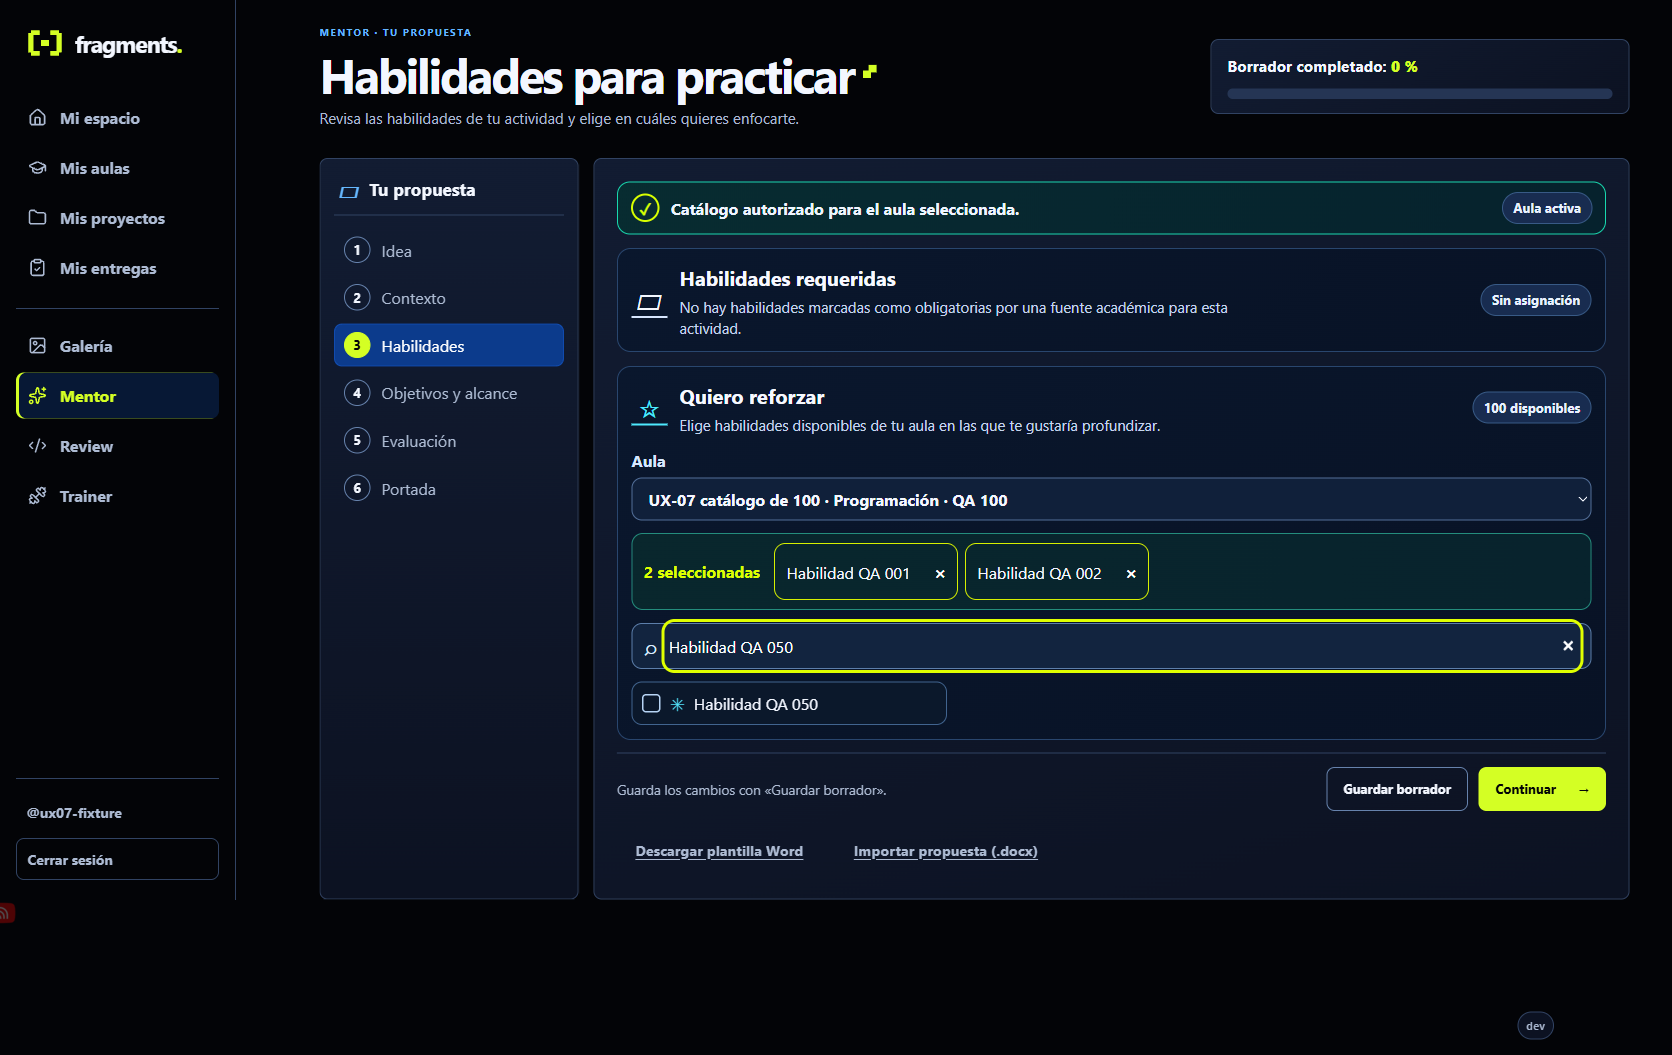 fragments.
Mi espacio
Mis aulas
Mis proyectos
Mis entregas
Galería
Mentor
Review
Trainer
@ux07-fixture
Cerrar sesión
MENTOR · TU PROPUESTA
Habilidades para practicar
Revisa las habilidades de tu actividad y elige en cuáles quieres enfocarte.
Borrador completado: 0 %
Tu propuesta
1 Idea
2 Contexto
3 Habilidades
4 Objetivos y alcance
5 Evaluación
6 Portada
Catálogo autorizado para el aula seleccionada.
Aula activa
Habilidades requeridas
No hay habilidades marcadas como obligatorias por una fuente académica para esta
actividad.
Sin asignación
Quiero reforzar
Elige habilidades disponibles de tu aula en las que te gustaría profundizar.
100 disponibles
Aula
UX-07 catálogo de 100 · Programación · QA 100
2 seleccionadas
Habilidad QA 001 ×
Habilidad QA 002 ×
Habilidad QA 050
Habilidad QA 050
Guarda los cambios con «Guardar borrador».
Guardar borrador
Continuar →
Descargar plantilla Word
Importar propuesta (.docx)
dev